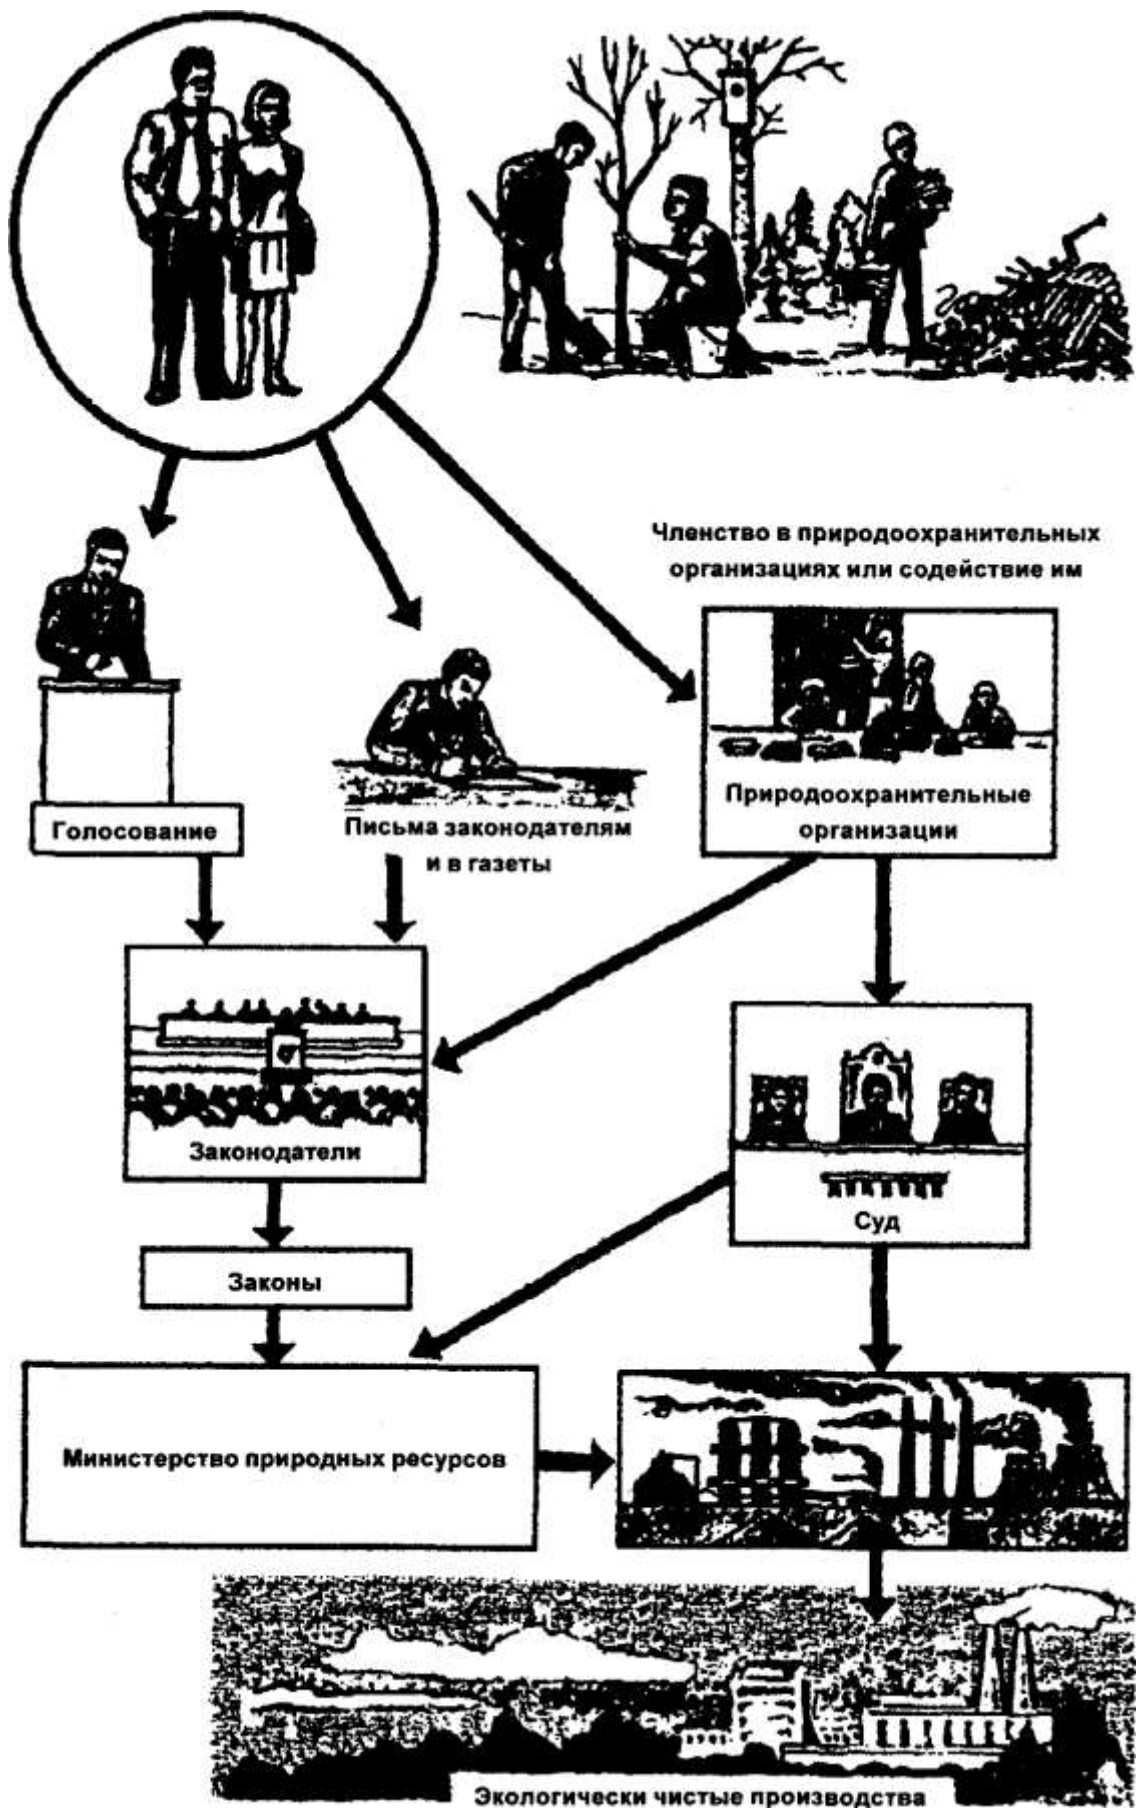 Членство в природоохранительных
организациях или содействие им
Природоохранительные
организации
Голосование
Письма законодателям
и в газеты
Законодатели
Суд
Законы
Министерство природных ресурсов
Экологически чистые производства